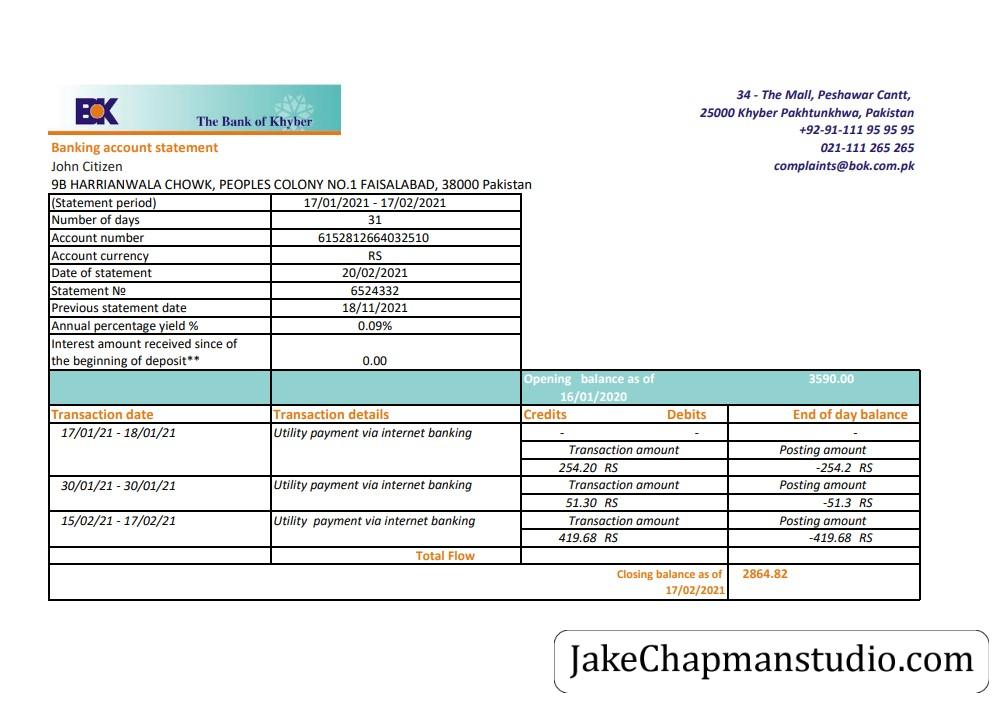 BOK
The Bank of Khyber
34 - The Mall, Peshawar Cantt,
25000 Khyber Pakhtunkhwa, Pakistan
+92-91-111 95 95 95
021-111 265 265
complaints@bok.com.pk
Banking account statement
John Citizen
9B HARRIANWALA CHOWK, PEOPLES COLONY NO.1 FAISALABAD, 38000 Pakistan
(Statement period) 17/01/2021 - 17/02/2021
Number of days 31
Account number 6152812664032510
Account currency RS
Date of statement 20/02/2021
Statement № 6524332
Previous statement date 18/11/2021
Annual percentage yield % 0.09%
Interest amount received since of
the beginning of deposit** 0.00
Opening balance as of 3590.00
16/01/2020
Transaction date Transaction details Credits Debits End of day balance
17/01/21 - 18/01/21 Utility payment via internet banking - - -
Transaction amount Posting amount
254.20 RS -254.2 RS
30/01/21 - 30/01/21 Utility payment via internet banking Transaction amount Posting amount
51.30 RS -51.3 RS
15/02/21 - 17/02/21 Utility payment via internet banking Transaction amount Posting amount
419.68 RS -419.68 RS
Total Flow
Closing balance as of 2864.82
17/02/2021
JakeChapmanstudio.com